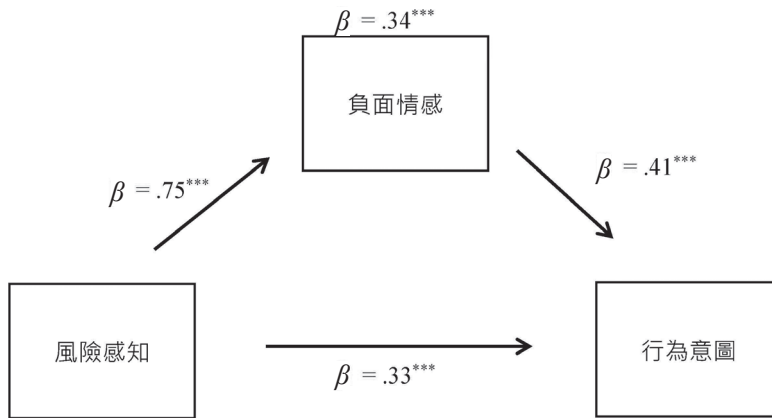 β = .34***
負面情感
β = .75***
β = .41***
風險感知
行為意圖
β = .33***